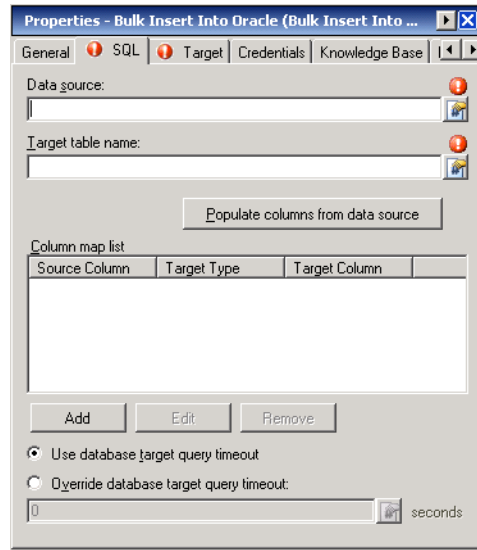 Properties - Bulk Insert Into Oracle (Bulk Insert Into ...
General SQL Target Credentials Knowledge Base
Data source:
Target table name:
Populate columns from data source
Column map list
Source Column Target Type Target Column
Add Edit Remove
Use database target query timeout
Override database target query timeout:
0 seconds